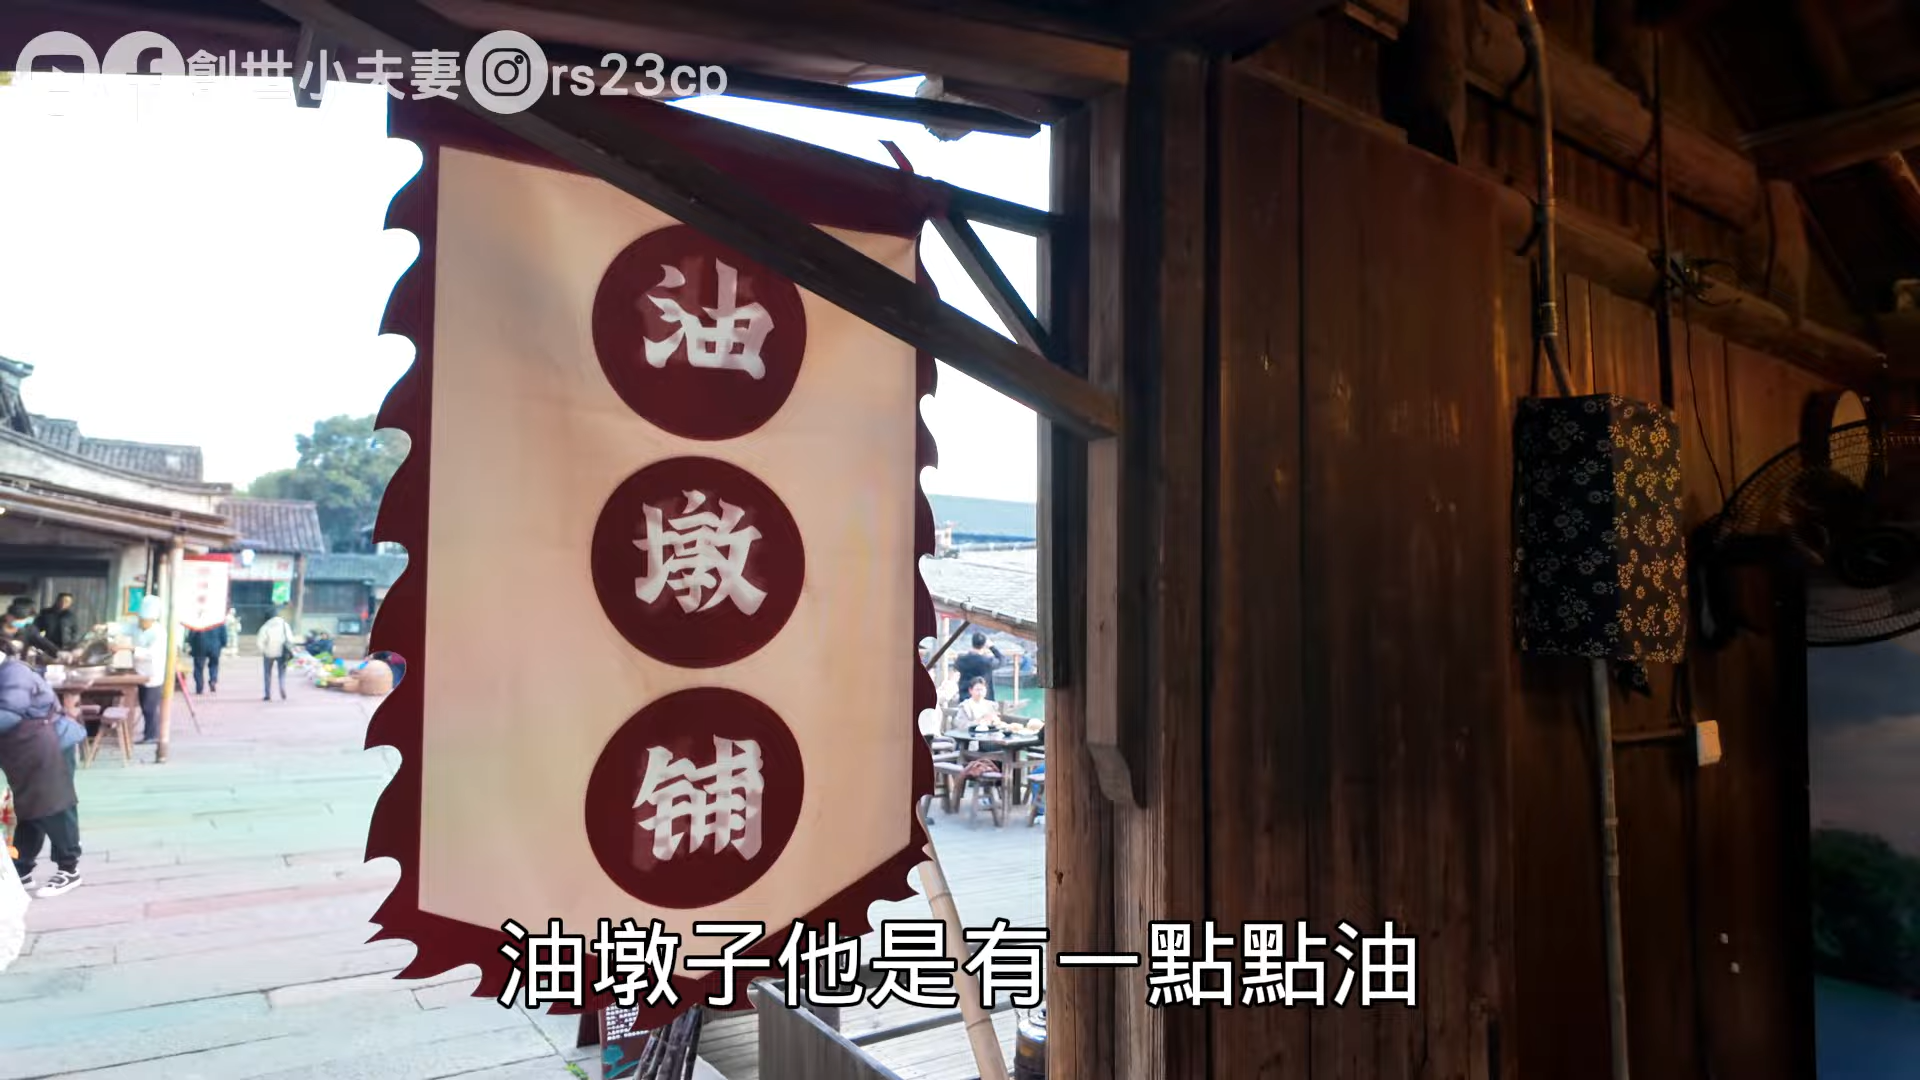 創世小夫妻 rs23cp
油
墩
铺
油墩子他是有一點點油